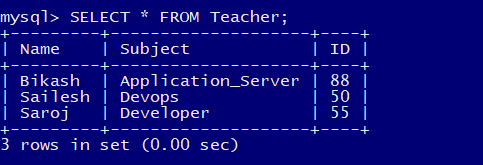 mysql> SELECT * FROM Teacher;
+---------+--------------------+----+
| Name    | Subject            | ID |
+---------+--------------------+----+
| Bikash  | Application_Server | 88 |
| Sailesh | Devops             | 50 |
| Saroj   | Developer          | 55 |
+---------+--------------------+----+
3 rows in set (0.00 sec)